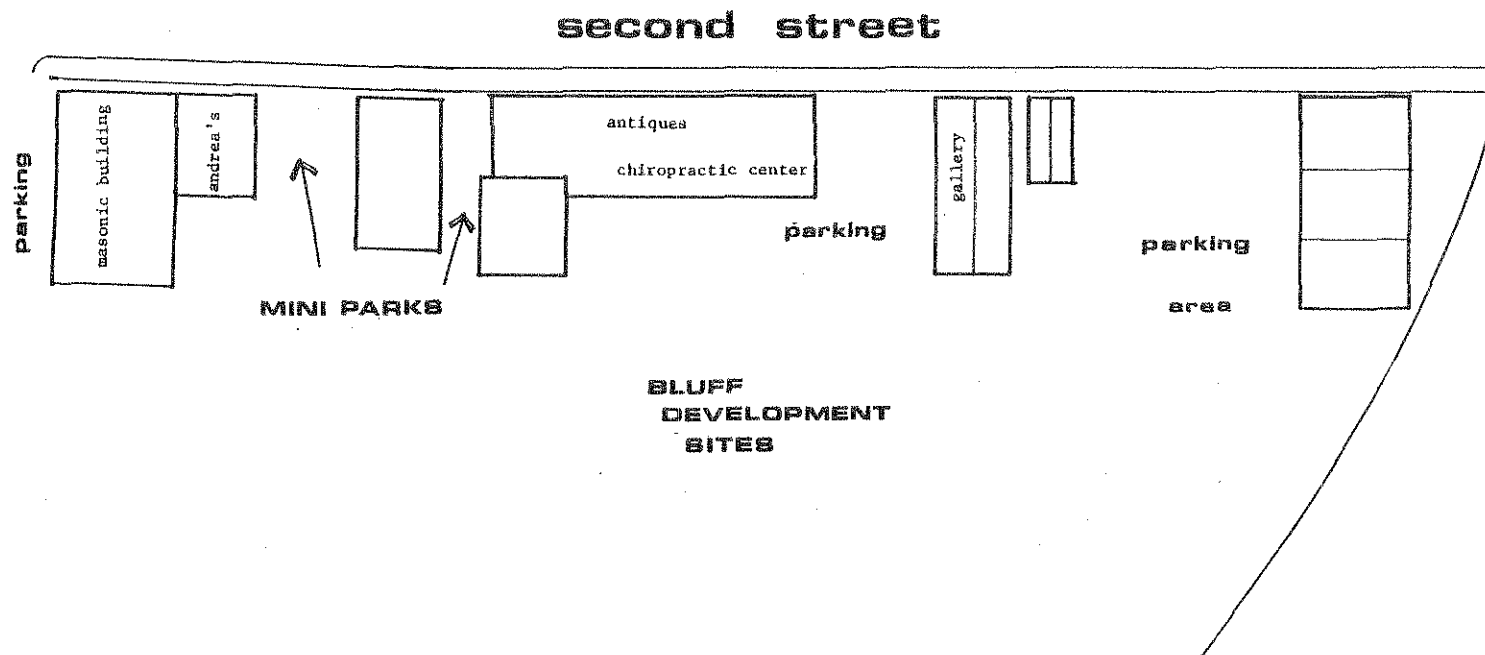 second street
parking
masonic building
andrea's
MINI PARKS
antiques
chiropractic center
parking
gallery
parking
area
BLUFF
DEVELOPMENT
SITES